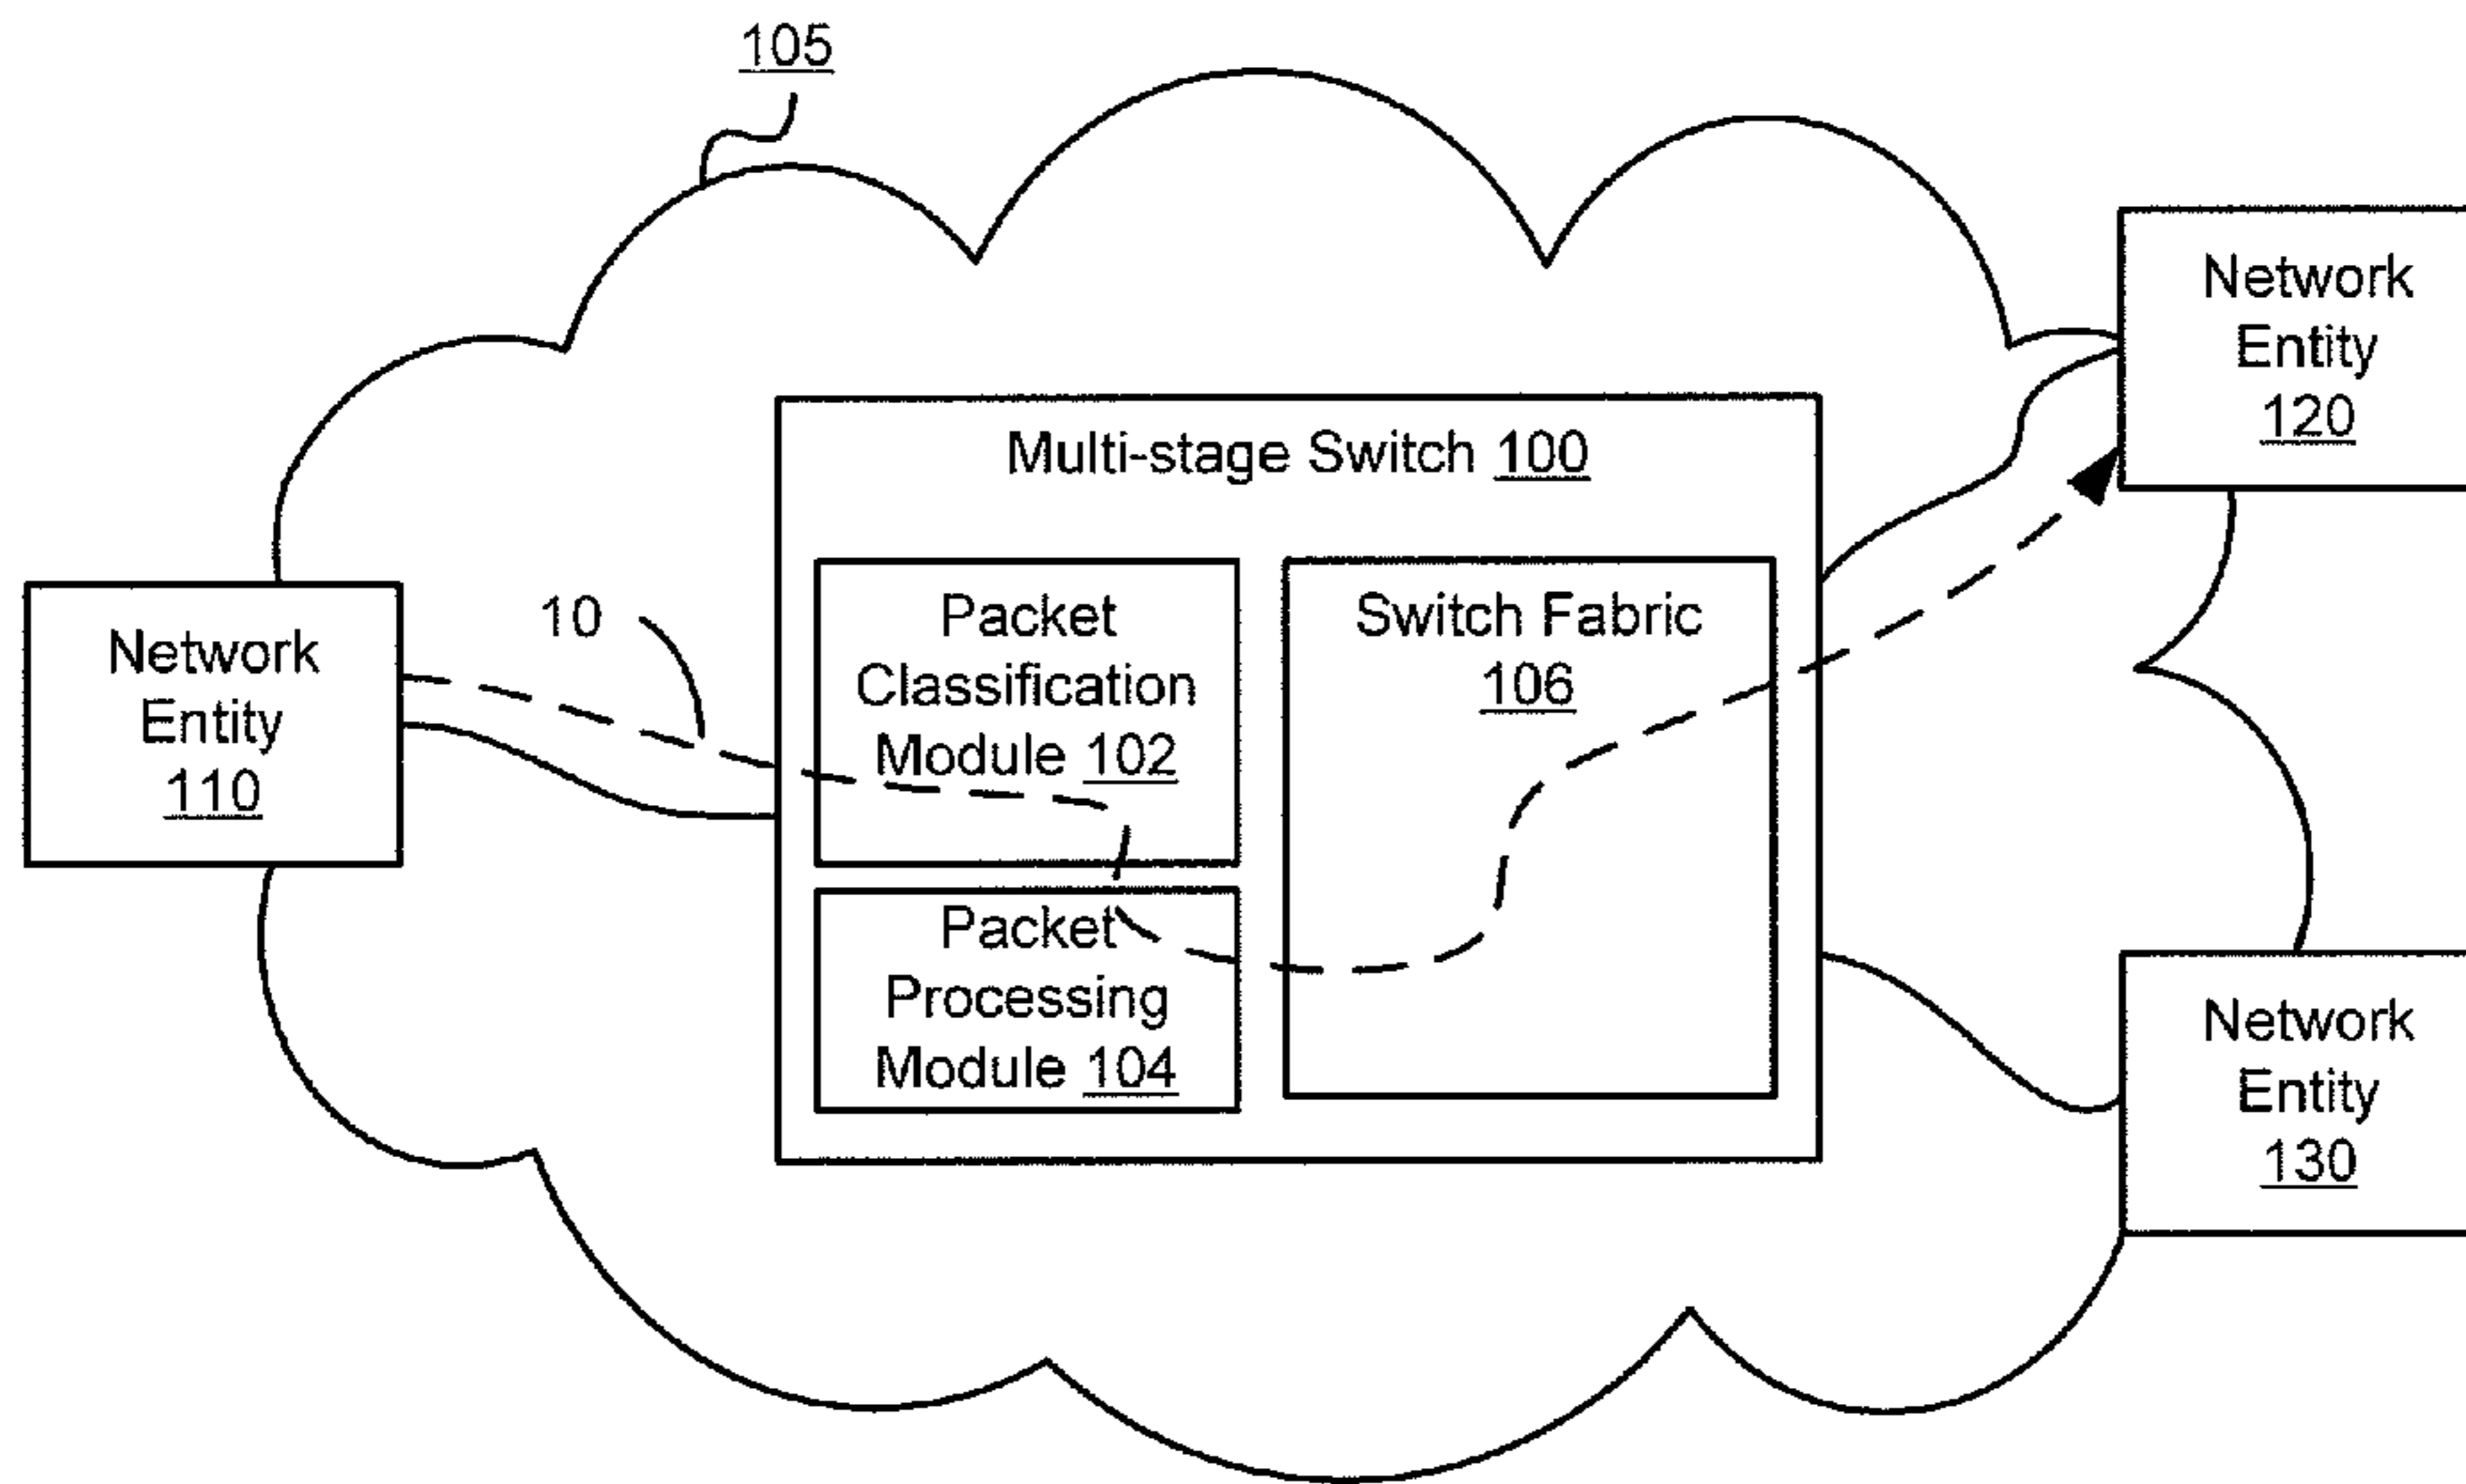 105
Network
Entity
120
Multi-stage Switch 100
10
Packet
Classification
Module 102
Switch Fabric
106
Network
Entity
110
Packet
Processing
Module 104
Network
Entity
130